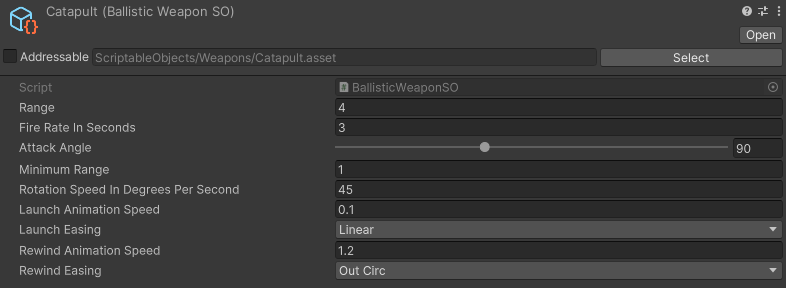 Catapult (Ballistic Weapon SO)
Open
Addressable ScriptableObjects/Weapons/Catapult.asset Select
Script BallisticWeaponSO
Range 4
Fire Rate In Seconds 3
Attack Angle 90
Minimum Range 1
Rotation Speed In Degrees Per Second 45
Launch Animation Speed 0.1
Launch Easing Linear
Rewind Animation Speed 1.2
Rewind Easing Out Circ